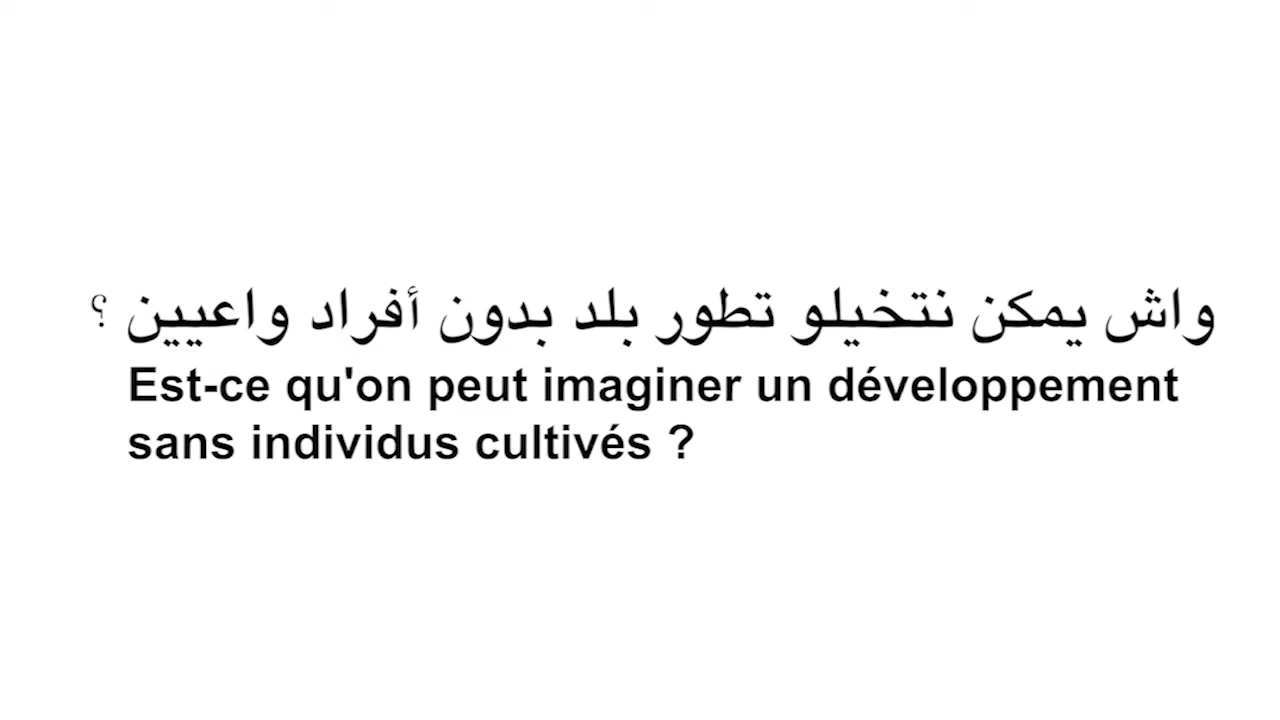 واش يمكن نتخيلو تطور بلد بدون أفراد واعيين ؟
Est-ce qu'on peut imaginer un développement
sans individus cultivés ?